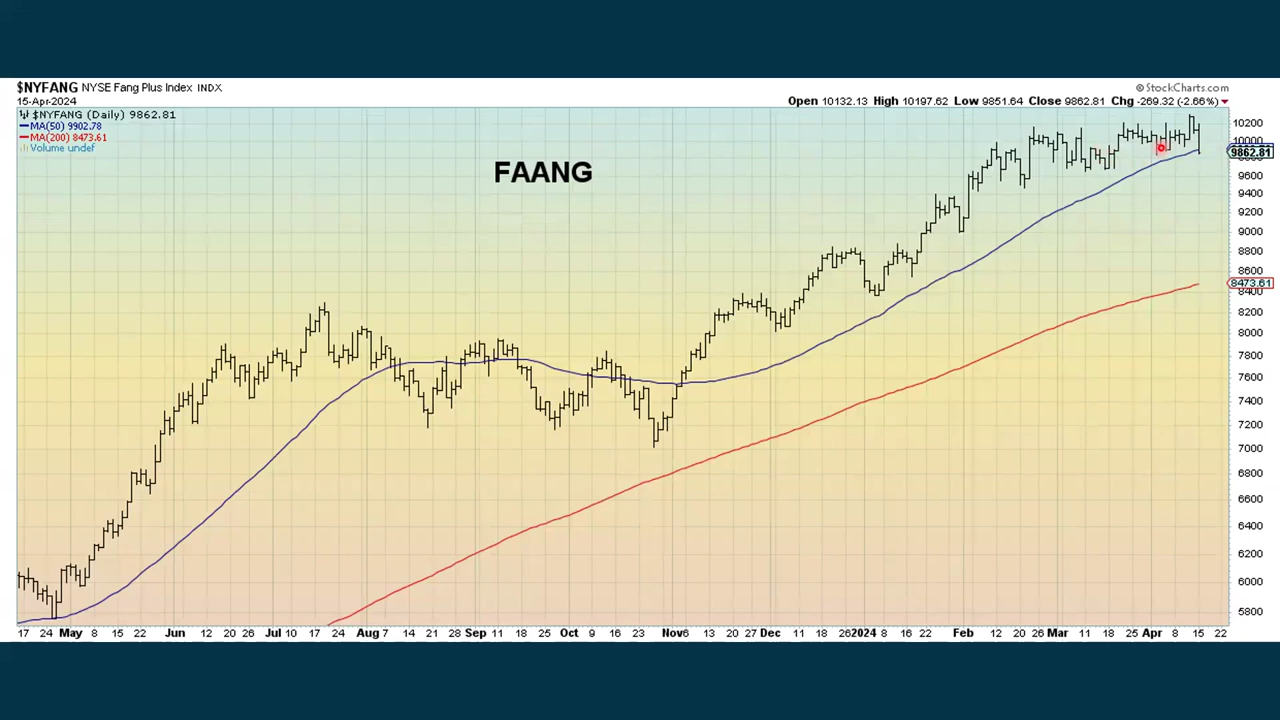 $NYFANG NYSE Fang Plus Index INDX
© StockCharts.com
15-Apr-2024
Open 10132.13 High 10197.62 Low 9851.64 Close 9862.81 Chg -269.32 (-2.66%)
$NYFANG (Daily) 9862.81
MA(50) 9902.78
MA(200) 8473.61
Volume undef
FAANG
10200
10000
9862.81
9600
9400
9200
9000
8800
8600
8473.61
8400
8200
8000
7800
7600
7400
7200
7000
6800
6600
6400
6200
6000
5800
17 24 May 8 15 22 Jun 12 20 26 Jul 10 17 24 Aug 7 14 21 28 Sep 11 18 25 Oct 9 16 23 Nov 6 13 20 27 Dec 11 18 26 2024 8 16 22 Feb 12 20 26 Mar 11 18 25 Apr 8 15 22